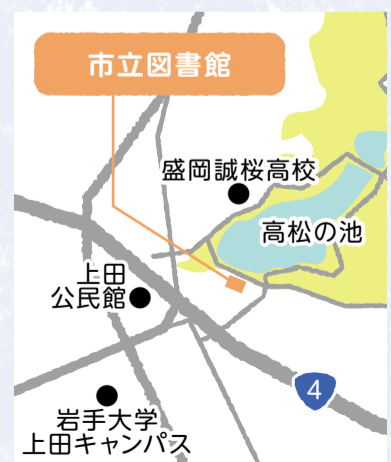 市立図書館
盛岡誠桜高校
高松の池
上田
公民館
4
岩手大学
上田キャンパス